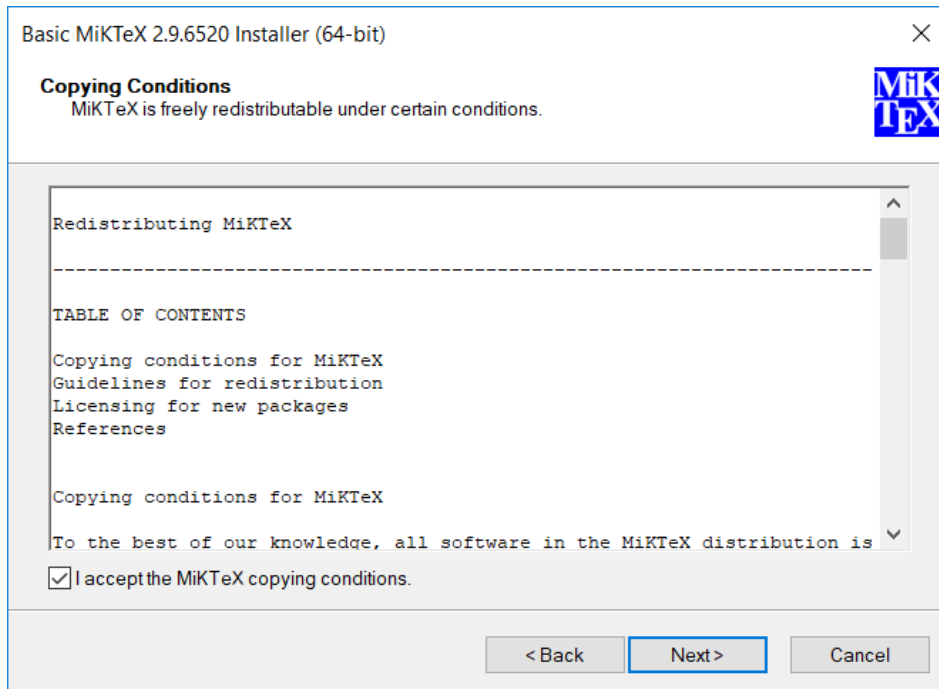 Basic MiKTeX 2.9.6520 Installer (64-bit)
Copying Conditions
MiKTeX is freely redistributable under certain conditions.
MiK
TEX
Redistributing MiKTeX
------------------------------------------------------------------------
TABLE OF CONTENTS
Copying conditions for MiKTeX
Guidelines for redistribution
Licensing for new packages
References
Copying conditions for MiKTeX
To the best of our knowledge, all software in the MiKTeX distribution is
I accept the MiKTeX copying conditions.
< Back
Next >
Cancel